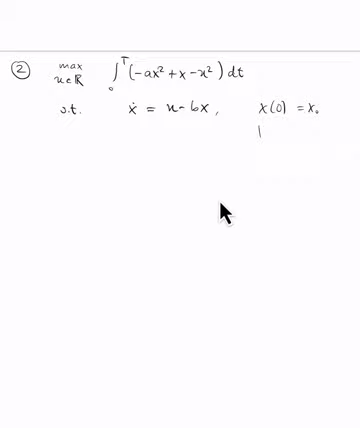 ② max u∈ℝ ∫₀ᵀ (-ax² + x - u²) dt
s.t. ẋ = u - bx, x(0) = x₀